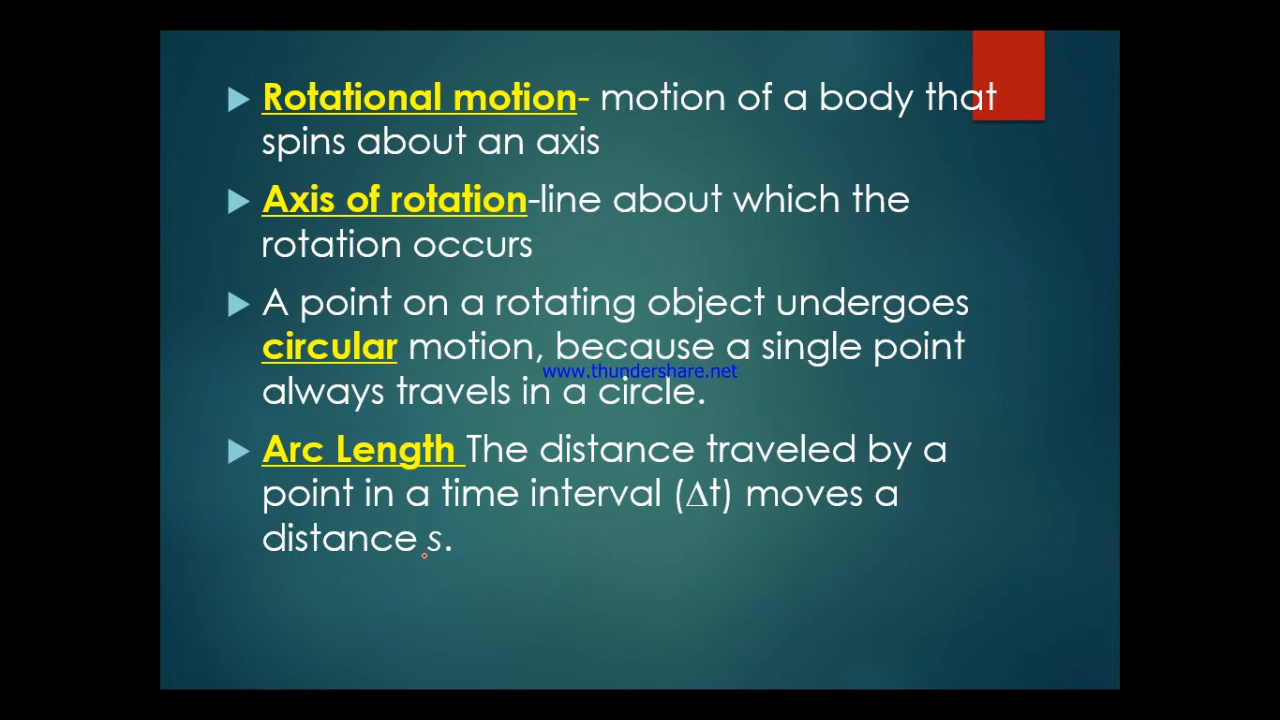 Rotational motion- motion of a body that
spins about an axis
Axis of rotation-line about which the
rotation occurs
A point on a rotating object undergoes
circular motion, because a single point
www.thundershare.net
always travels in a circle.
Arc Length The distance traveled by a
point in a time interval (∆t) moves a
distance s.